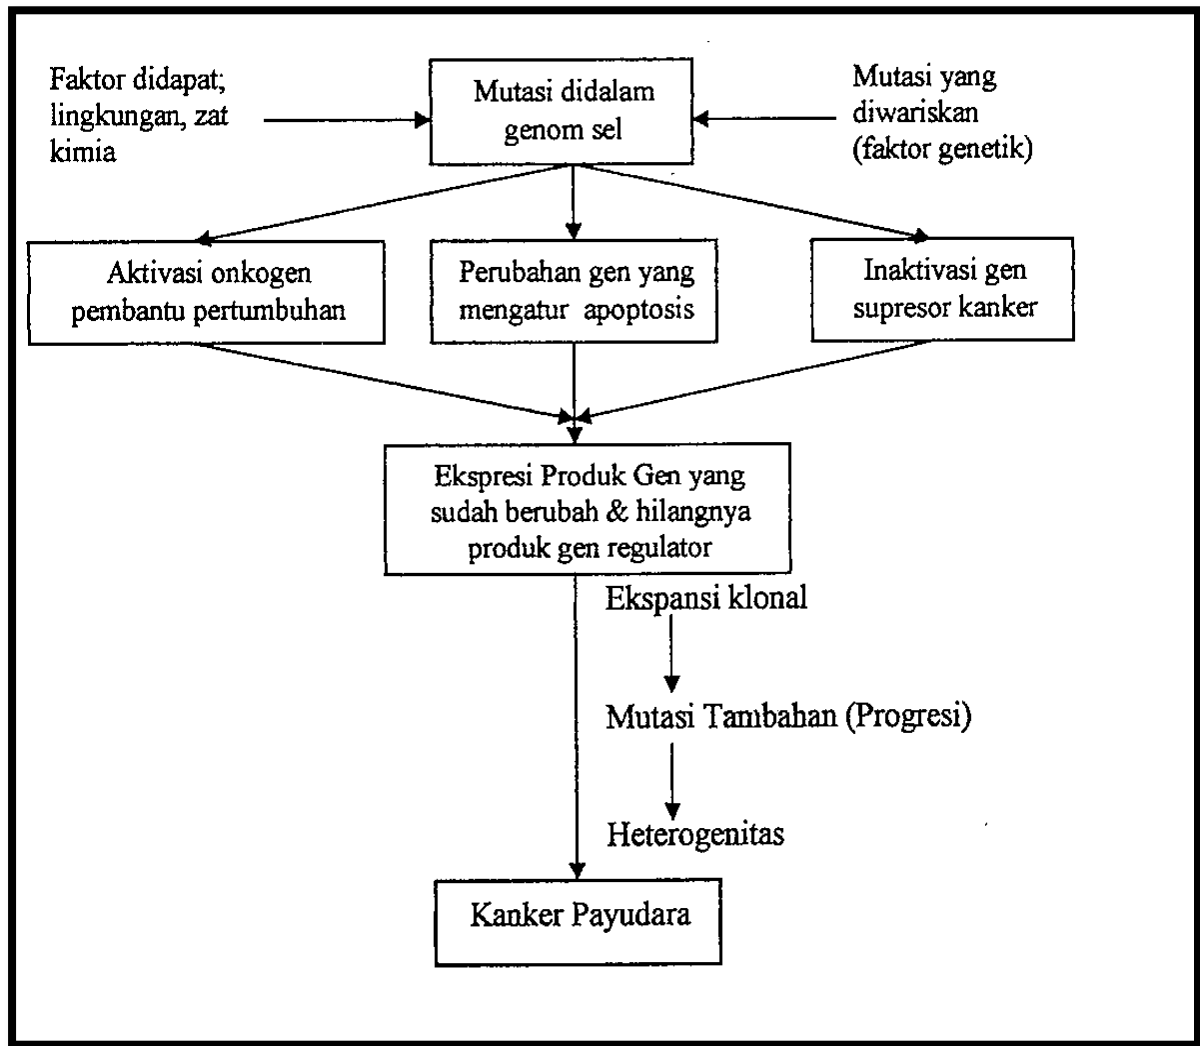 Faktor didapat;
lingkungan, zat
kimia
Mutasi didalam
genom sel
Mutasi yang
diwariskan
(faktor genetik)
Aktivasi onkogen
pembantu pertumbuhan
Perubahan gen yang
mengatur apoptosis
Inaktivasi gen
supresor kanker
Ekspresi Produk Gen yang
sudah berubah & hilangnya
produk gen regulator
Ekspansi klonal
Mutasi Tambahan (Progresi)
Heterogenitas
Kanker Payudara